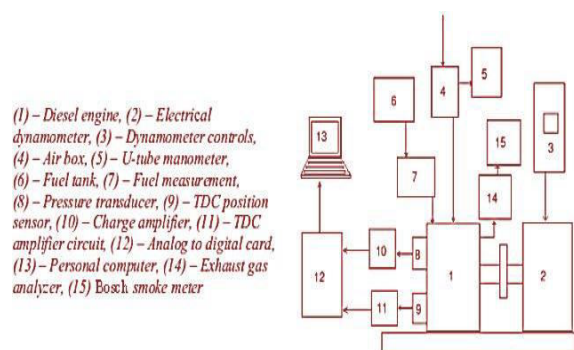 (1) – Diesel engine, (2) – Electrical
dynamometer, (3) – Dynamometer controls,
(4) – Air box, (5) – U-tube manometer,
(6) – Fuel tank, (7) – Fuel measurement,
(8) – Pressure transducer, (9) – TDC position
sensor, (10) – Charge amplifier, (11) – TDC
amplifier circuit, (12) – Analog to digital card,
(13) – Personal computer, (14) – Exhaust gas
analyzer, (15) Bosch smoke meter
4
5
6
13
15
3
7
14
10
8
12
1
2
11
9